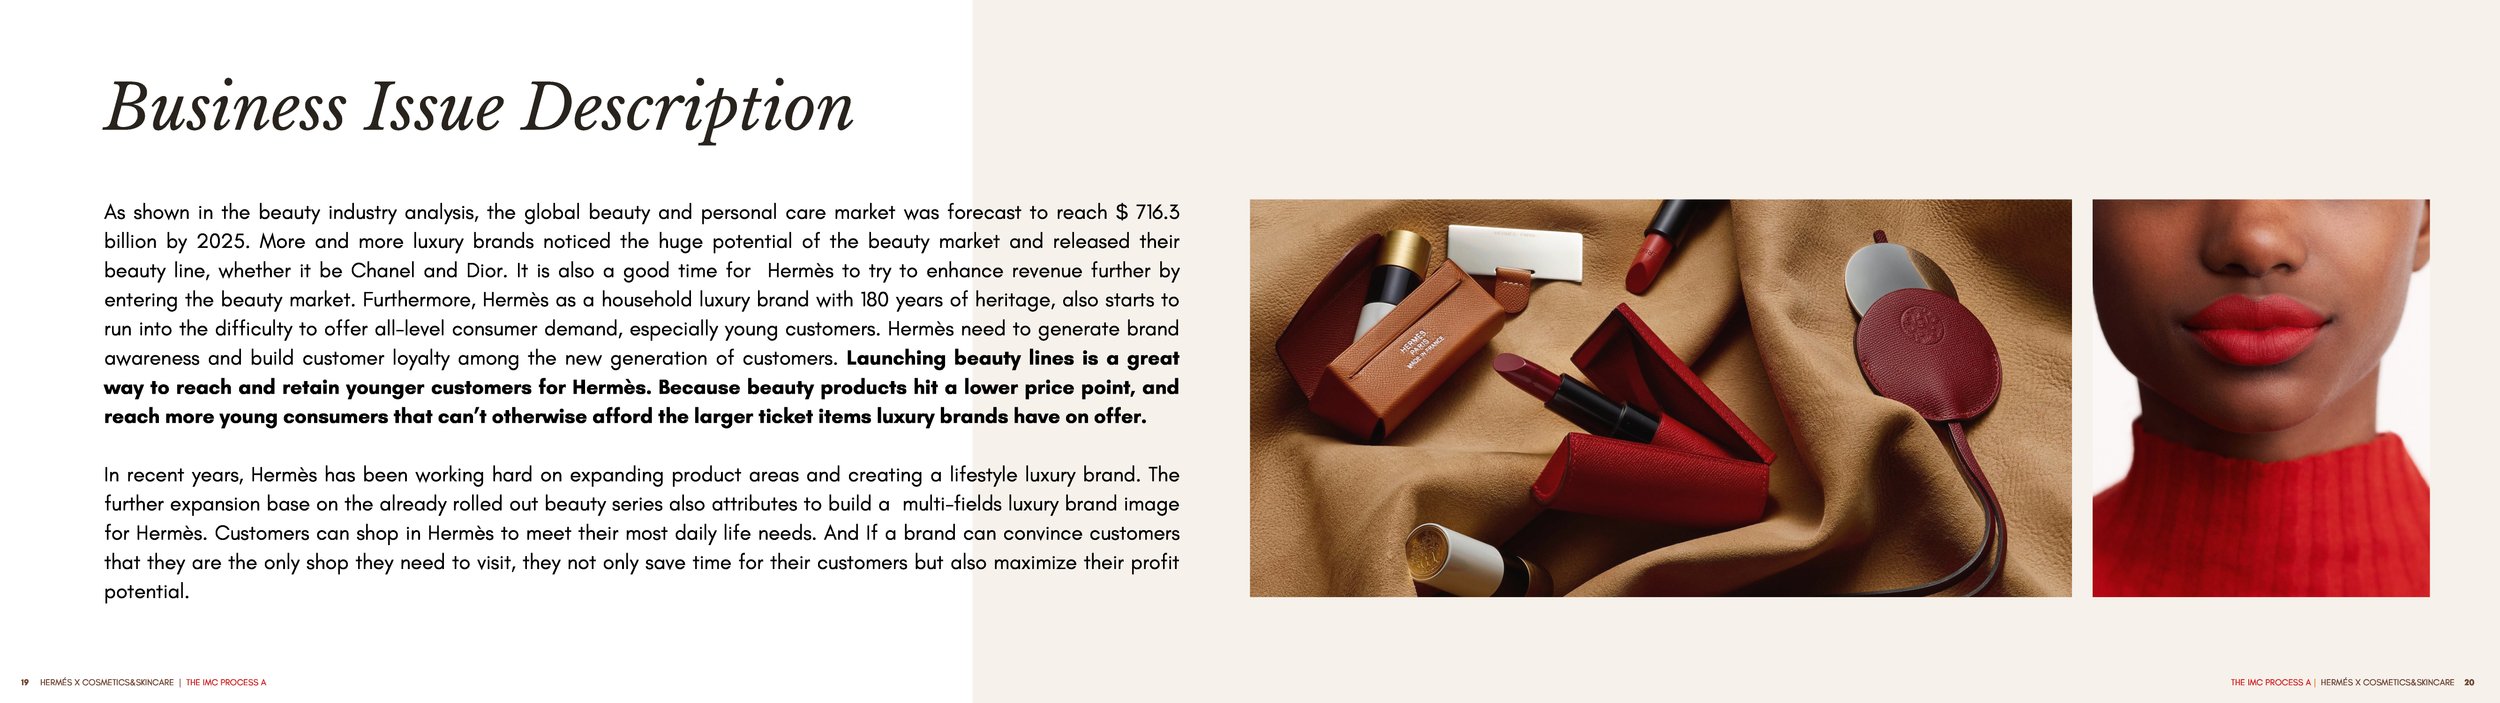 Business Issue Description
As shown in the beauty industry analysis, the global beauty and personal care market was forecast to reach $ 716.3
billion by 2025. More and more luxury brands noticed the huge potential of the beauty market and released their
beauty line, whether it be Chanel and Dior. It is also a good time for  Hermès to try to enhance revenue further by
entering the beauty market. Furthermore, Hermès as a household luxury brand with 180 years of heritage, also starts to
run into the difficulty to offer all-level consumer demand, especially young customers. Hermès need to generate brand
awareness and build customer loyalty among the new generation of customers. Launching beauty lines is a great
way to reach and retain younger customers for Hermès. Because beauty products hit a lower price point, and
reach more young consumers that can't otherwise afford the larger ticket items luxury brands have on offer.
In recent years, Hermès has been working hard on expanding product areas and creating a lifestyle luxury brand. The
further expansion base on the already rolled out beauty series also attributes to build a  multi-fields luxury brand image
for Hermès. Customers can shop in Hermès to meet their most daily life needs. And If a brand can convince customers
that they are the only shop they need to visit, they not only save time for their customers but also maximize their profit
potential.
HERMÈS
PARIS
MADE IN FRANCE
19 HERMÉS X COSMETICS&SKINCARE | THE IMC PROCESS A
THE IMC PROCESS A | HERMÉS X COSMETICS&SKINCARE 20